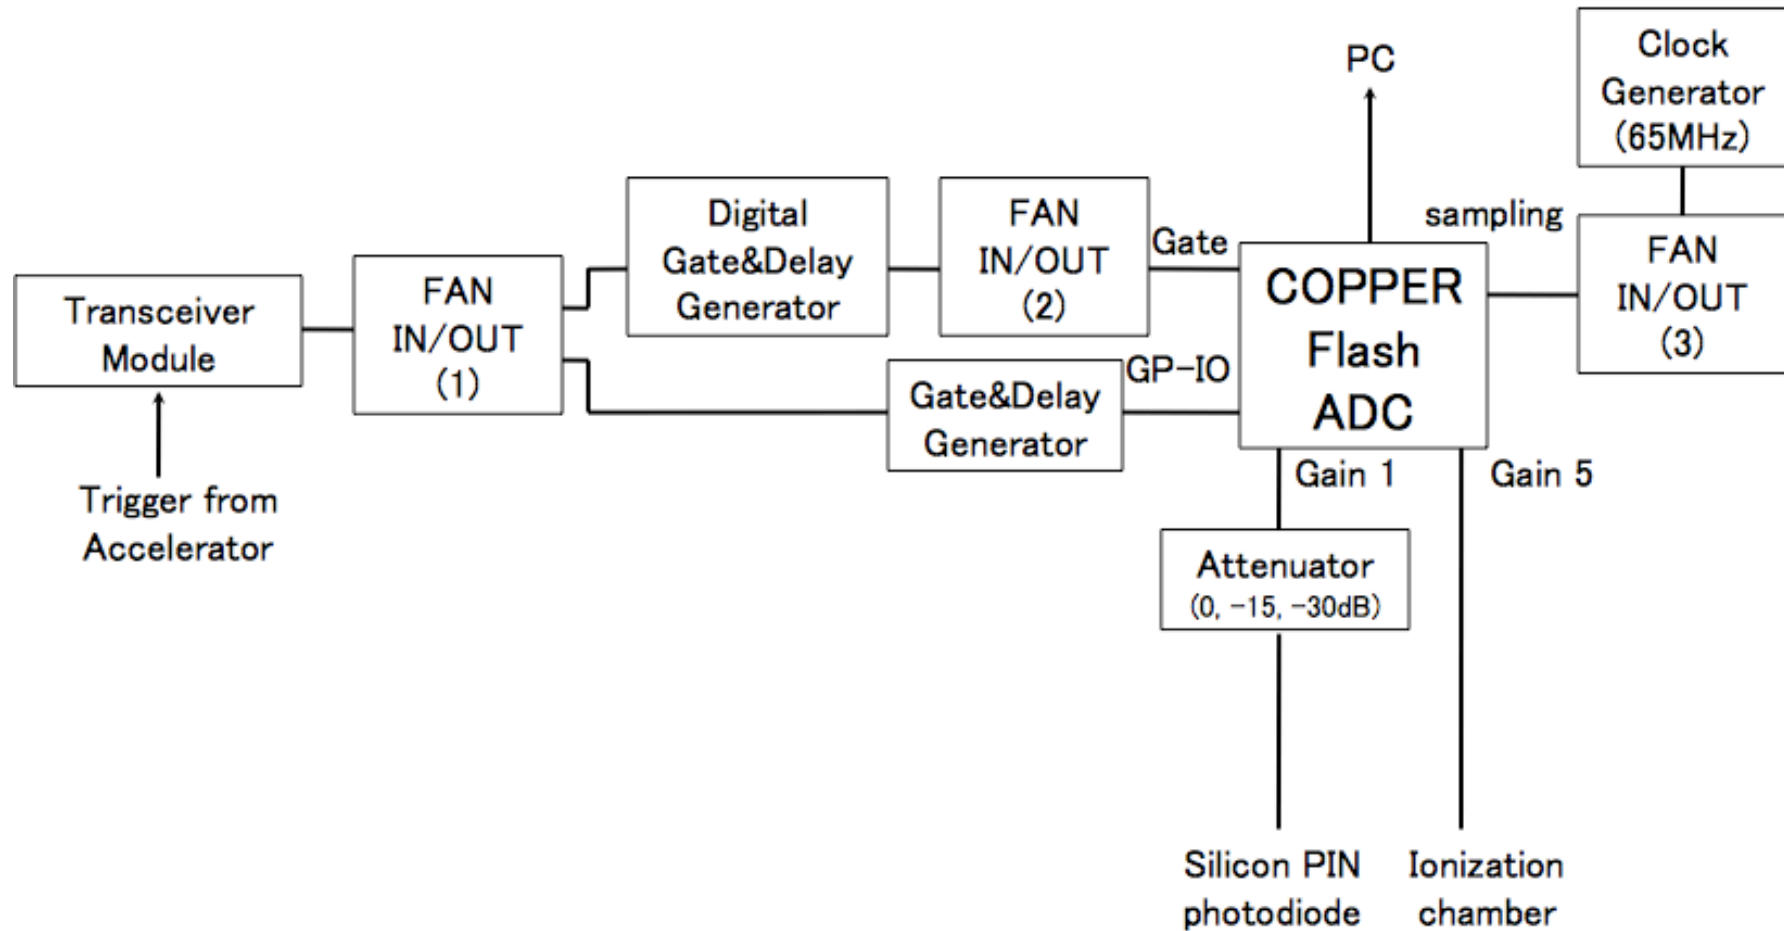 Transceiver
Module
Trigger from
Accelerator
FAN
IN/OUT
(1)
Digital
Gate&Delay
Generator
FAN
IN/OUT
(2)
Gate
Gate&Delay
Generator
GP-IO
PC
COPPER
Flash
ADC
sampling
Clock
Generator
(65MHz)
FAN
IN/OUT
(3)
Gain 1
Gain 5
Attenuator
(0, -15, -30dB)
Silicon PIN
photodiode
Ionization
chamber